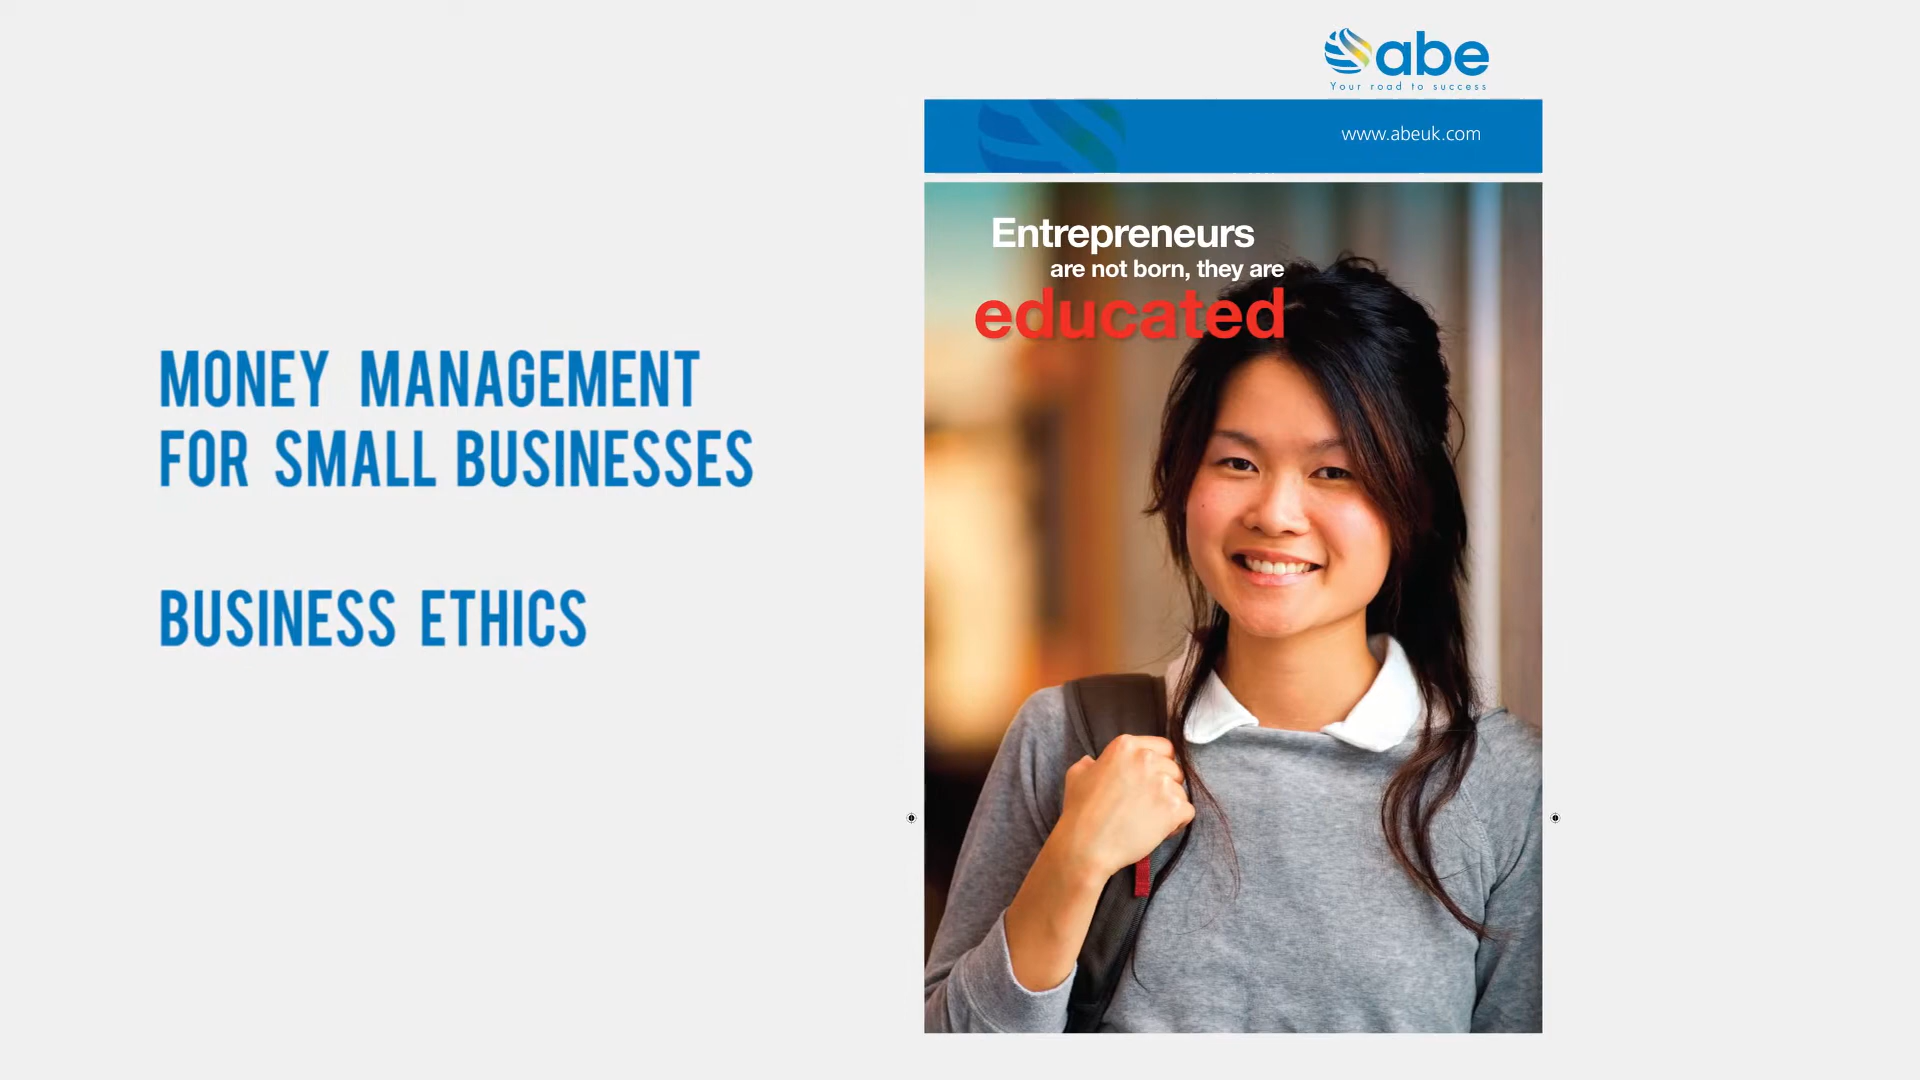 MONEY MANAGEMENT
FOR SMALL BUSINESSES
BUSINESS ETHICS
abe
Your road to success
www.abeuk.com
Entrepreneurs
are not born, they are
educated